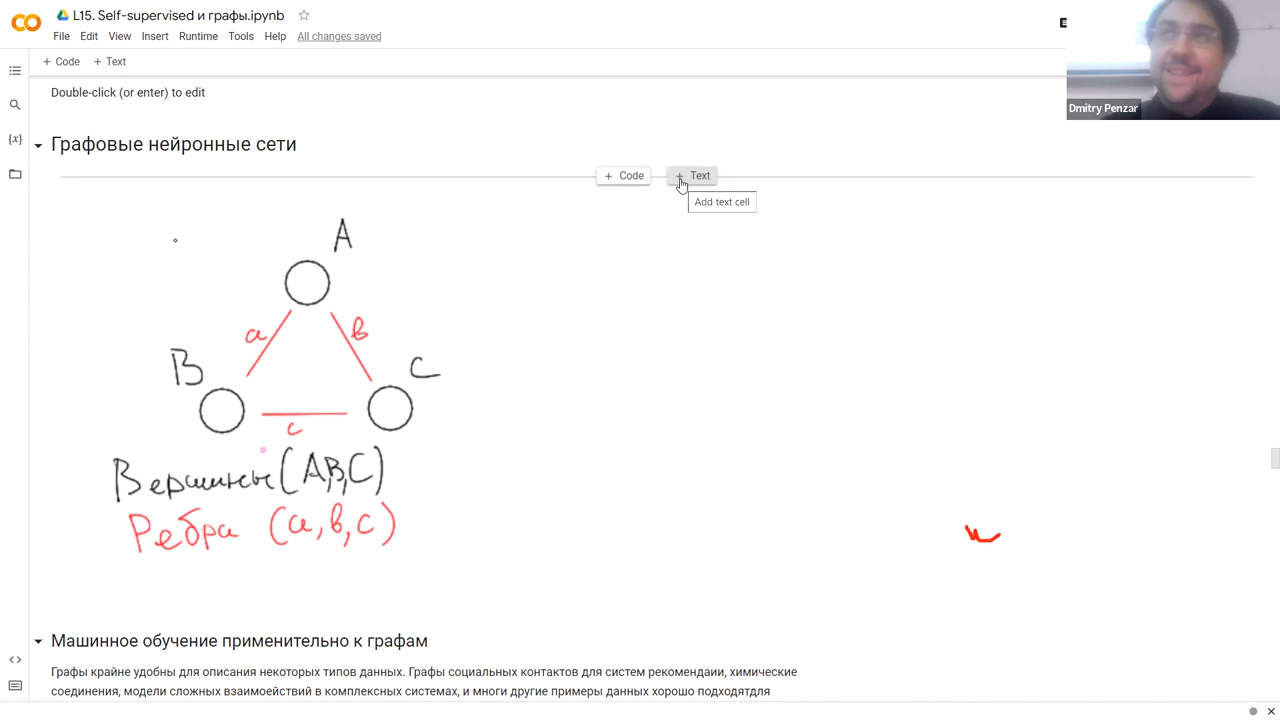 L15. Self-supervised и графы.ipynb
File Edit View Insert Runtime Tools Help All changes saved
+ Code + Text
Double-click (or enter) to edit
Dmitry Penzar
Графовые нейронные сети
+ Code + Text
Add text cell
A
a в
B C
c
Вершины (A,B,C)
Ребра (а, в, с)
Машинное обучение применительно к графам
Графы крайне удобны для описания некоторых типов данных. Графы социальных контактов для систем рекомендаии, химические
соединения, модели сложных взаимоействий в комплексных системах, и многи другие примеры данных хорошо подходятдля